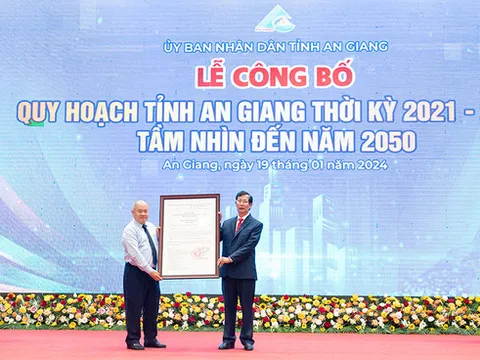 ỦY BAN NHÂN DÂN TỈNH AN GIANG
LỄ CÔNG BỐ
QUY HOẠCH TỈNH AN GIANG THỜI KỲ 2021 -
TẦM NHÌN ĐẾN NĂM 2050
An Giang, ngày 19 tháng 01 năm 2024